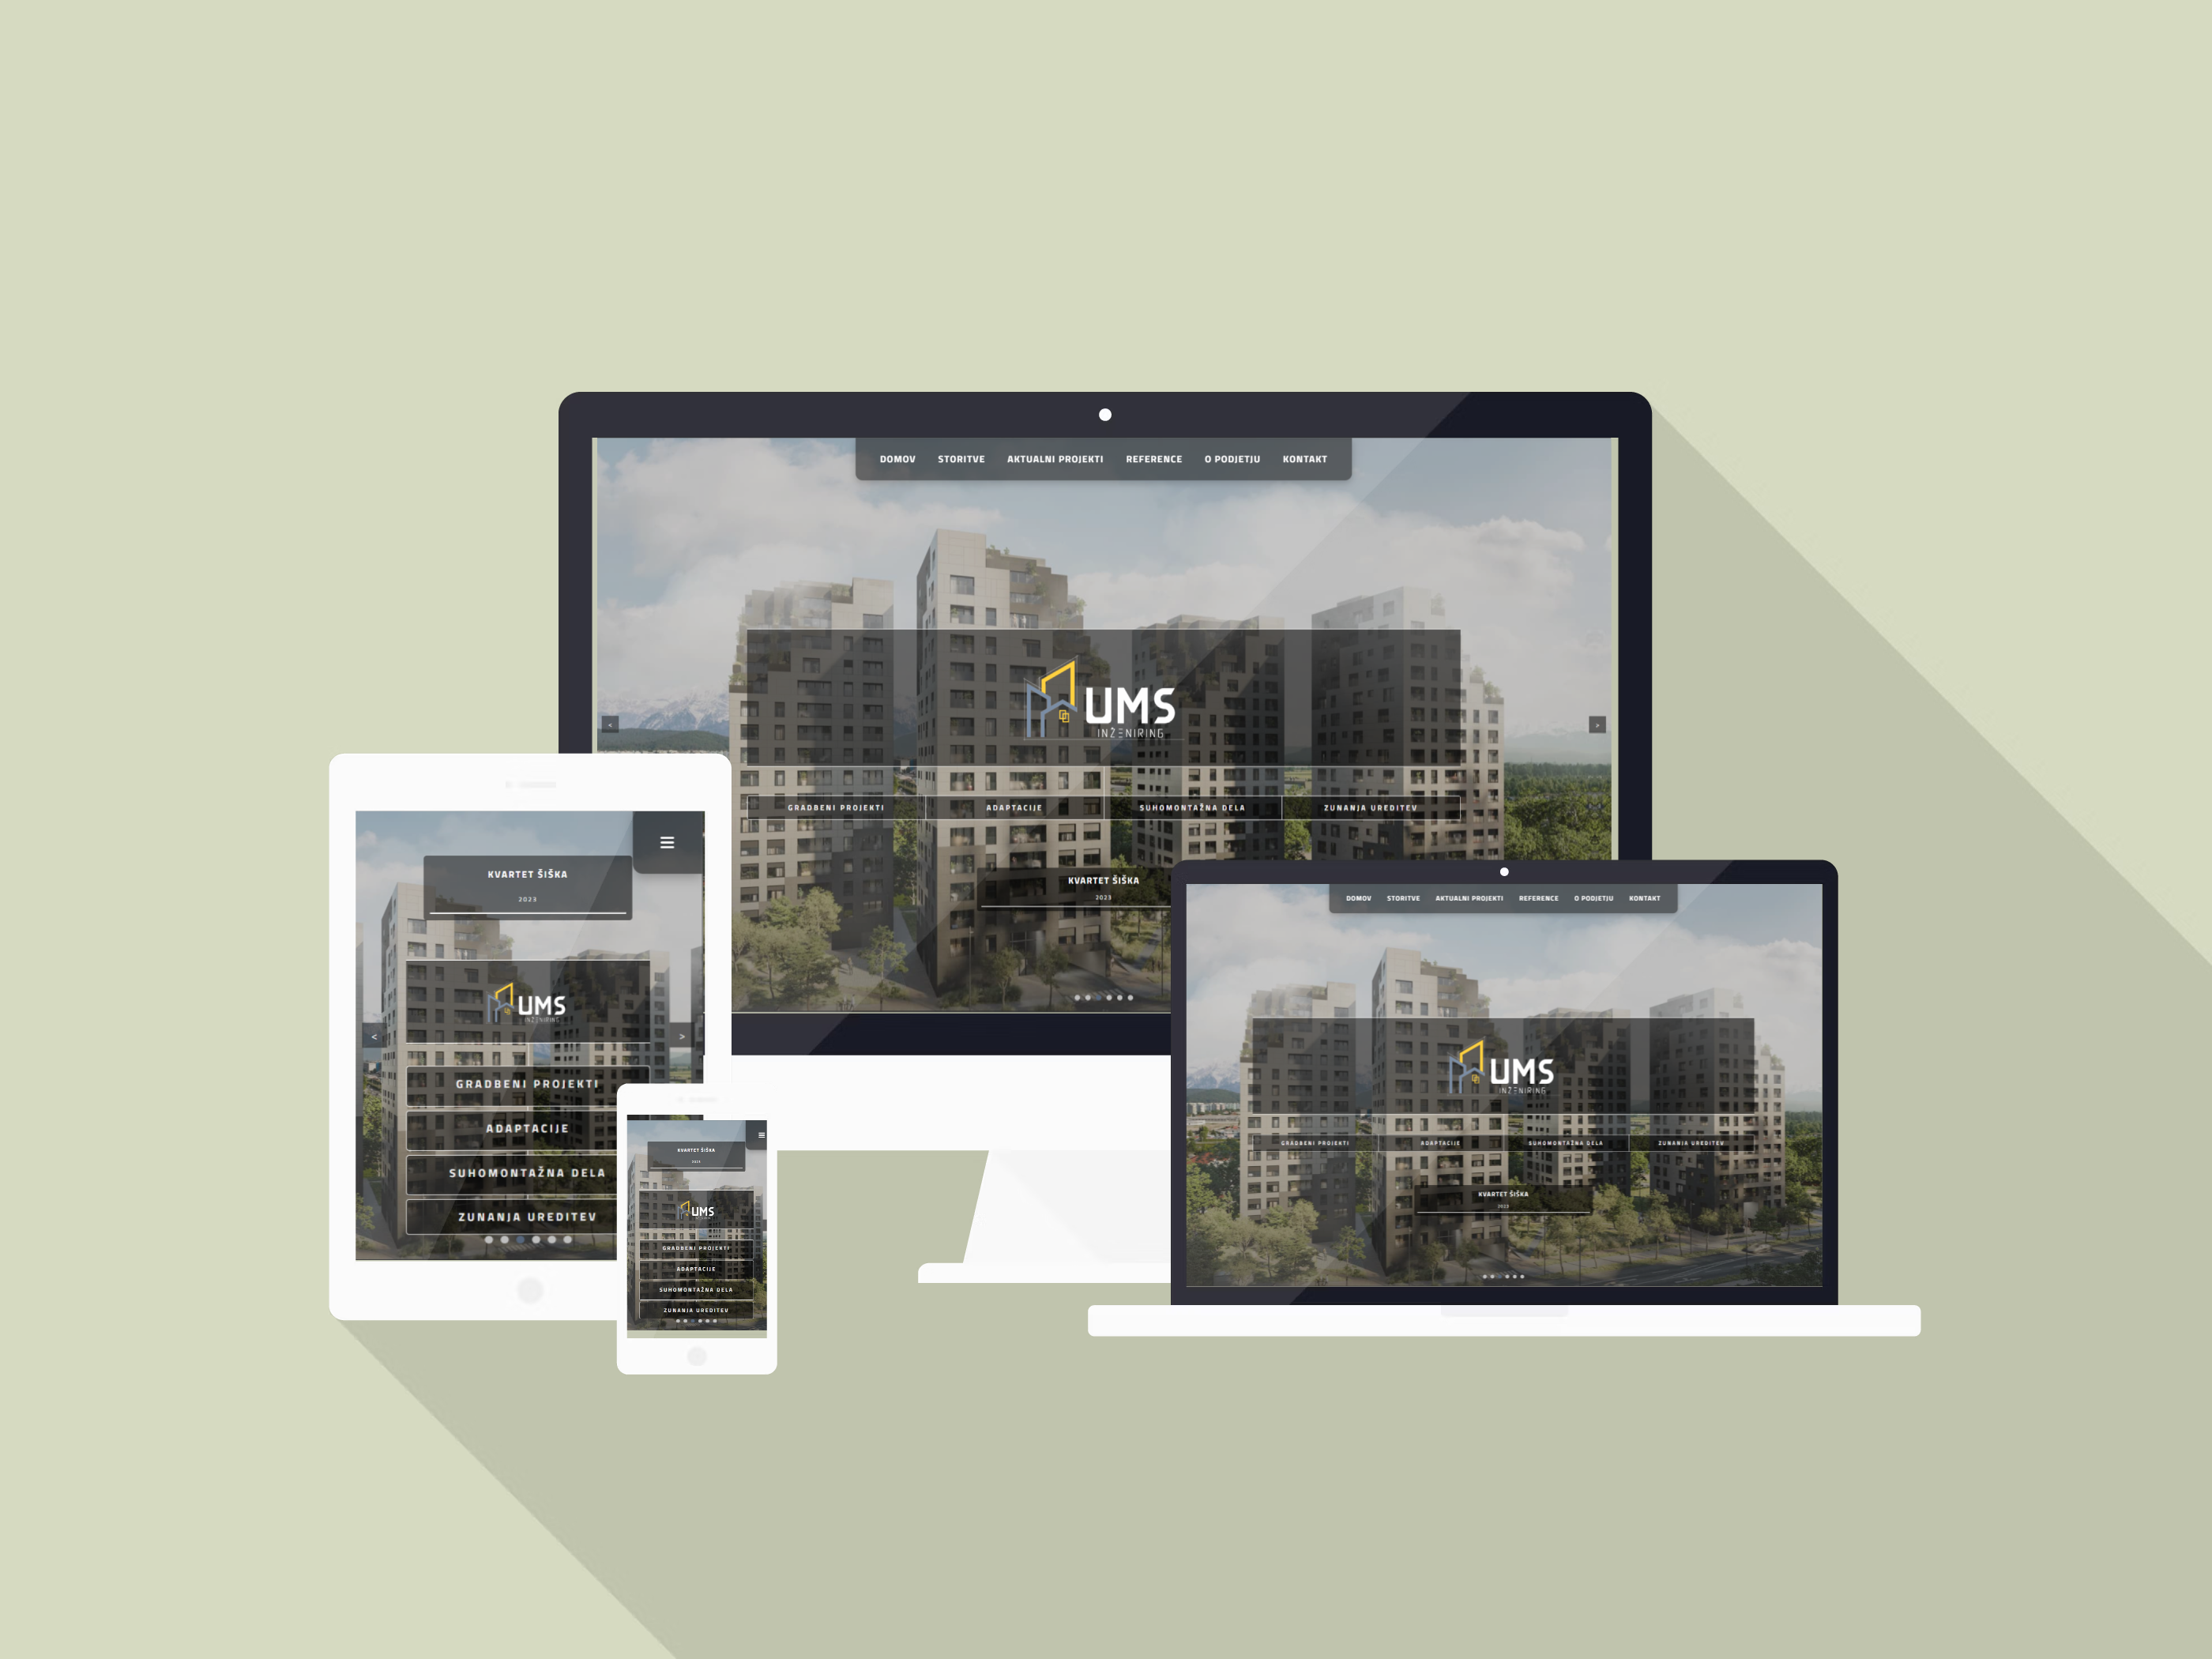 DOMOV STORITVE AKTUALNI PROJEKTI REFERENCE O PODJETJU KONTAKT
UMS
INŽENIRING
< >
GRADBENI PROJEKTI ADAPTACIJE SUHOMONTAŽNA DELA ZUNANJA UREDITEV
KVARTET ŠIŠKA
2023
KVARTET ŠIŠKA
2023
UMS
INŽENIRING
< >
GRADBENI PROJEKTI
ADAPTACIJE
SUHOMONTAŽNA DELA
ZUNANJA UREDITEV
KVARTET ŠIŠKA
2023
UMS
GRADBENI PROJEKTI
ADAPTACIJE
SUHOMONTAŽNA DELA
ZUNANJA UREDITEV
DOMOV STORITVE AKTUALNI PROJEKTI REFERENCE O PODJETJU KONTAKT
UMS
INŽENIRING
GRADBENI PROJEKTI ADAPTACIJE SUHOMONTAŽNA DELA ZUNANJA UREDITEV
KVARTET ŠIŠKA
2023